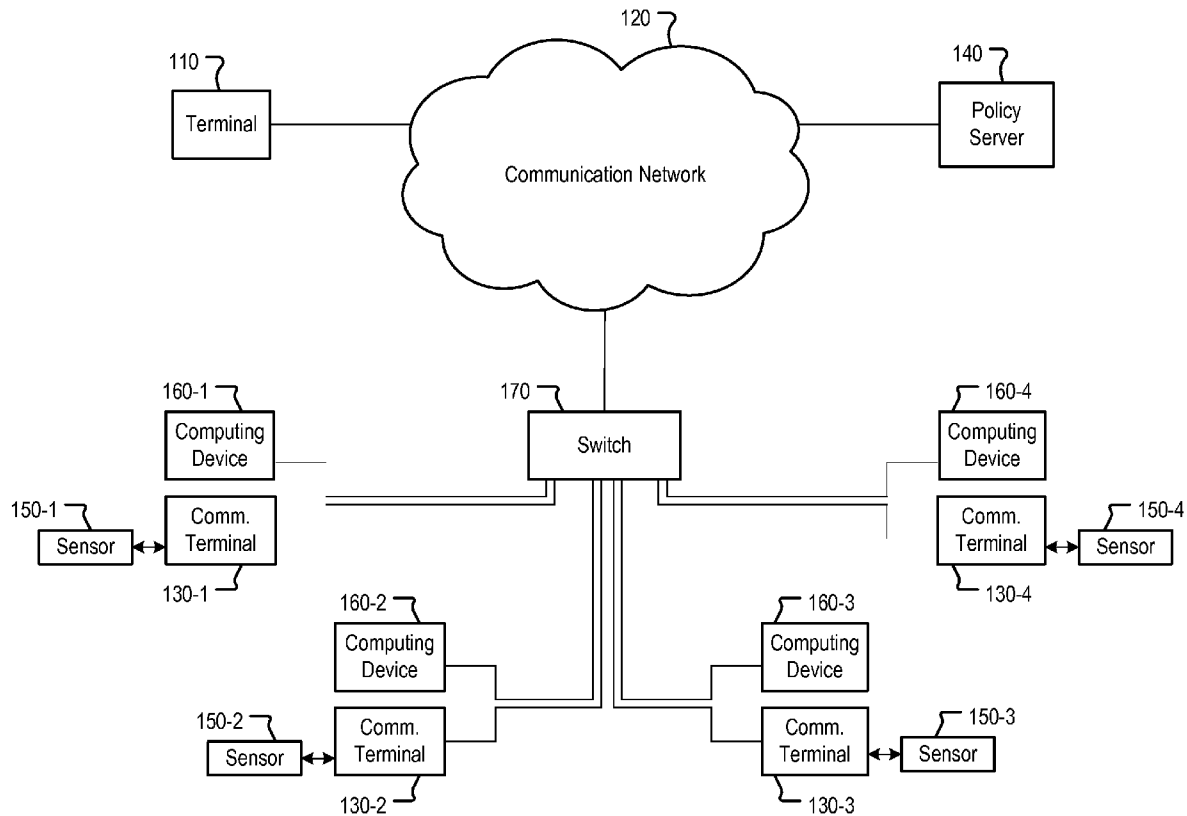 120
110
140
Terminal
Policy
Server
Communication Network
160-1
170
160-4
Computing
Device
Switch
Computing
Device
150-1
Sensor
Comm.
Terminal
130-1
Comm.
Terminal
150-4
Sensor
130-4
160-2
160-3
Computing
Device
Computing
Device
150-2
Sensor
Comm.
Terminal
130-2
Comm.
Terminal
150-3
Sensor
130-3